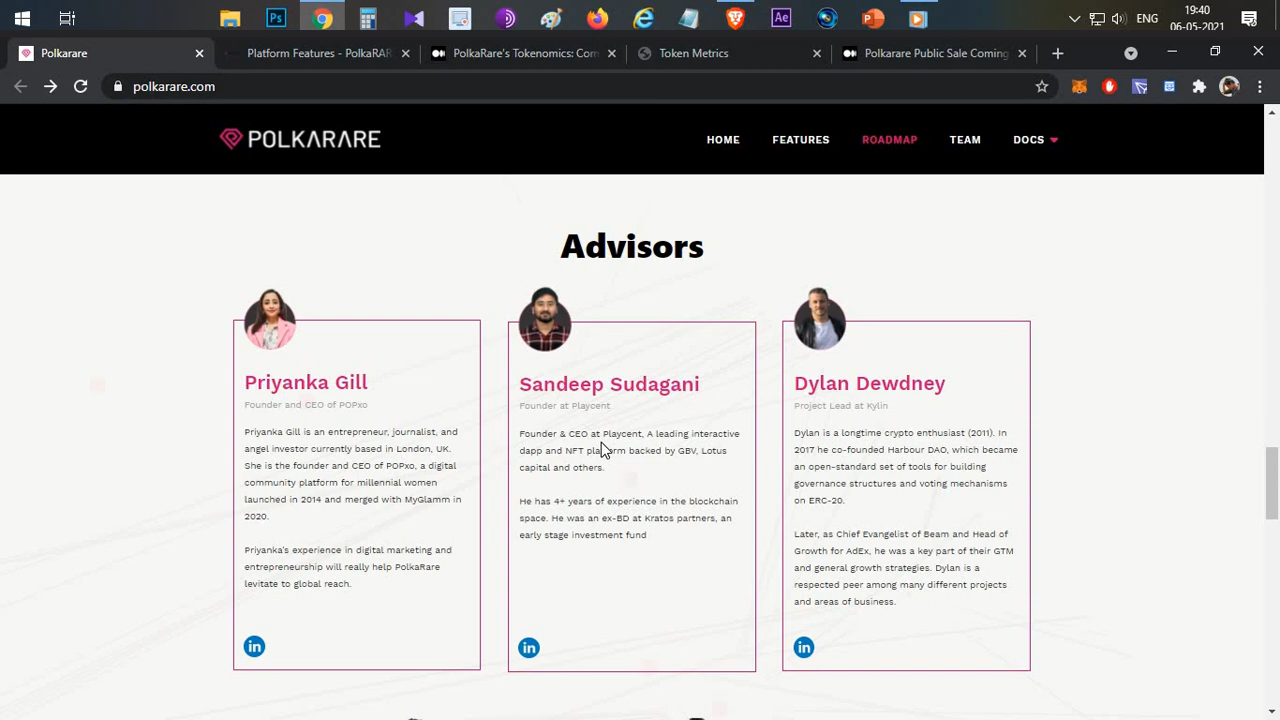 19:40
ENG
06-05-2021
Polkarare
Platform Features - PolkaRAR
PolkaRare's Tokenomics: Com
Token Metrics
Polkarare Public Sale Coming
polkarare.com
POLKARARE
HOME
FEATURES
ROADMAP
TEAM
DOCS
Advisors
Priyanka Gill
Founder and CEO of POPxo
Priyanka Gill is an entrepreneur, journalist, and
angel investor currently based in London, UK.
She is the founder and CEO of POPxo, a digital
community platform for millennial women
launched in 2014 and merged with MyGlamm in
2020.
Priyanka's experience in digital marketing and
entrepreneurship will really help PolkaRare
levitate to global reach.
in
Sandeep Sudagani
Founder at Playcent
Founder & CEO at Playcent, A leading interactive
dapp and NFT platform backed by GBV, Lotus
capital and others.
He has 4+ years of experience in the blockchain
space. He was an ex-BD at Kratos partners, an
early stage investment fund
in
Dylan Dewdney
Project Lead at Kylin
Dylan is a longtime crypto enthusiast (2011). In
2017 he co-founded Harbour DAO, which became
an open-standard set of tools for building
governance structures and voting mechanisms
on ERC-20.
Later, as Chief Evangelist of Beam and Head of
Growth for AdEx, he was a key part of their GTM
and general growth strategies. Dylan is a
respected peer among many different projects
and areas of business.
in